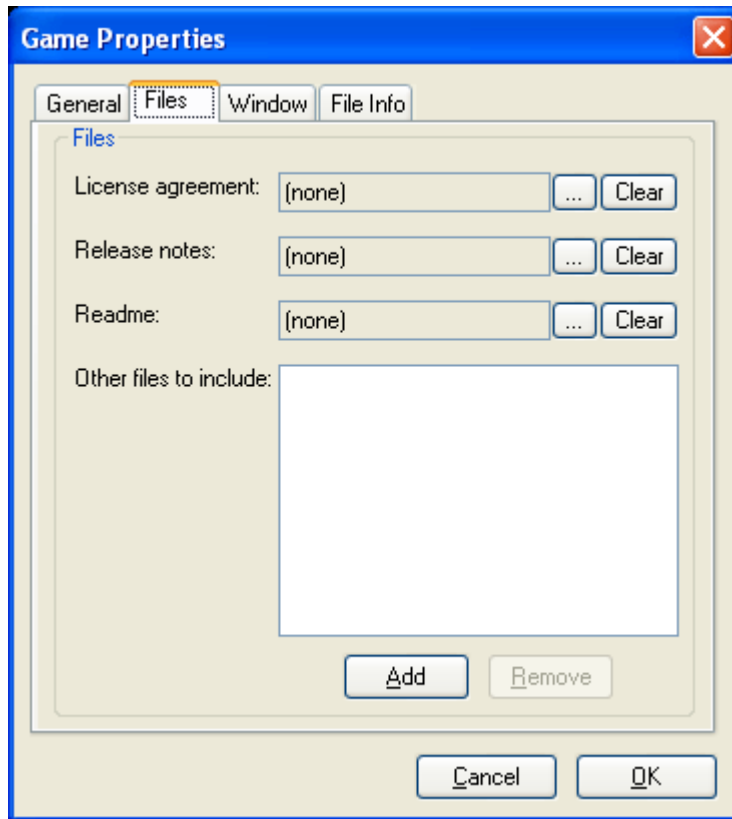 Game Properties
General Files Window File Info
Files
License agreement: (none) ... Clear
Release notes: (none) ... Clear
Readme: (none) ... Clear
Other files to include:
Add Remove
Cancel OK